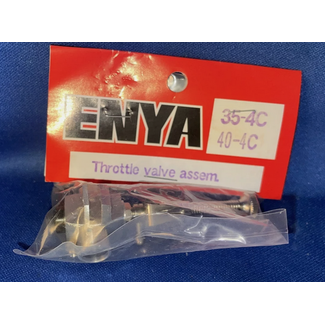 ENYA
35-4C
40-4C
Throttle valve assem.